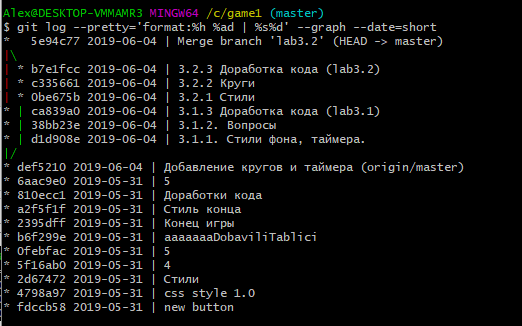 Alex@DESKTOP-VMMAMR3 MINGW64 /c/game1 (master)
$ git log --pretty='format:%h %ad | %s%d' --graph --date=short
*   5e94c77 2019-06-04 | Merge branch 'lab3.2' (HEAD -> master)
|\
| * b7e1fcc 2019-06-04 | 3.2.3 Доработка кода (lab3.2)
| * c335661 2019-06-04 | 3.2.2 Круги
| * 0be675b 2019-06-04 | 3.2.1 Стили
* | ca839a0 2019-06-04 | 3.1.3 Доработка кода (lab3.1)
* | 38bb23e 2019-06-04 | 3.1.2. Вопросы
* | d1d908e 2019-06-04 | 3.1.1. Стили фона, таймера.
|/
* def5210 2019-06-04 | Добавление кругов и таймера (origin/master)
* 6aac9e0 2019-05-31 | 5
* 810ecc1 2019-05-31 | Доработки кода
* a2f5f1f 2019-05-31 | Стиль конца
* 2395dff 2019-05-31 | Конец игры
* b6f299e 2019-05-31 | aaaaaaaDobaviliTablici
* 0febfac 2019-05-31 | 5
* 5f16ab0 2019-05-31 | 4
* 2d67472 2019-05-31 | Стили
* 4798a97 2019-05-31 | css style 1.0
* fdccb58 2019-05-31 | new button